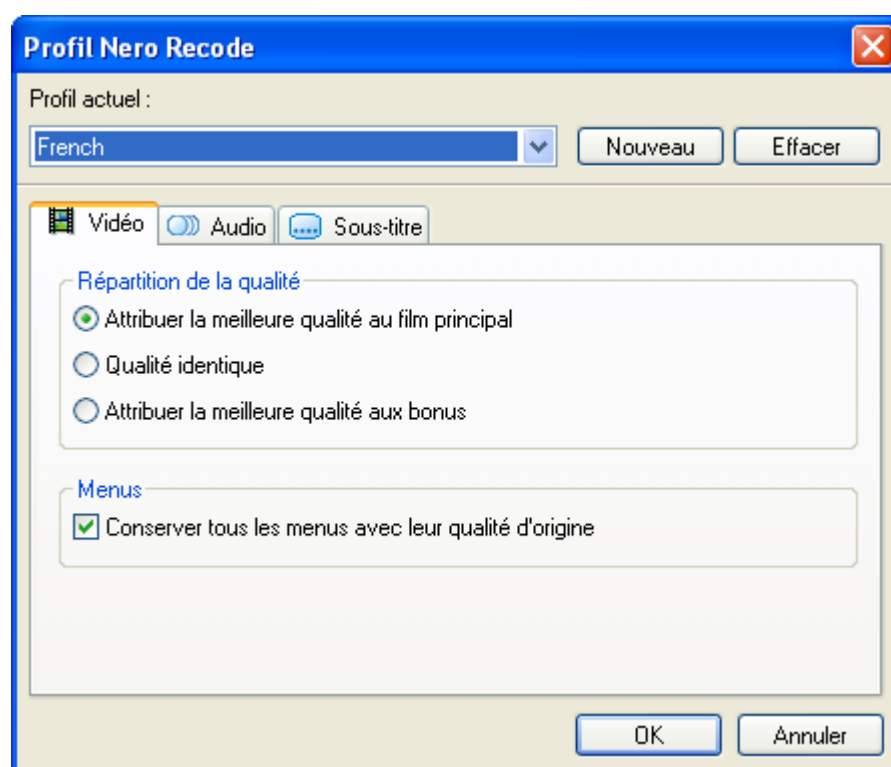 Profil Nero Recode
Profil actuel :
French
Nouveau
Effacer
Vidéo
Audio
Sous-titre
Répartition de la qualité
Attribuer la meilleure qualité au film principal
Qualité identique
Attribuer la meilleure qualité aux bonus
Menus
Conserver tous les menus avec leur qualité d'origine
OK
Annuler